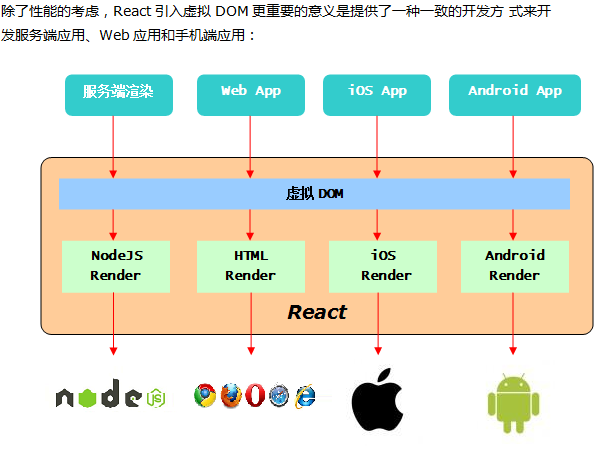 除了性能的考虑，React 引入虚拟 DOM 更重要的意义是提供了一种一致的开发方 式来开
发服务端应用、Web 应用和手机端应用：
服务端渲染
Web App
iOS App
Android App
虚拟 DOM
NodeJS
Render
HTML
Render
iOS
Render
Android
Render
React
node
JS